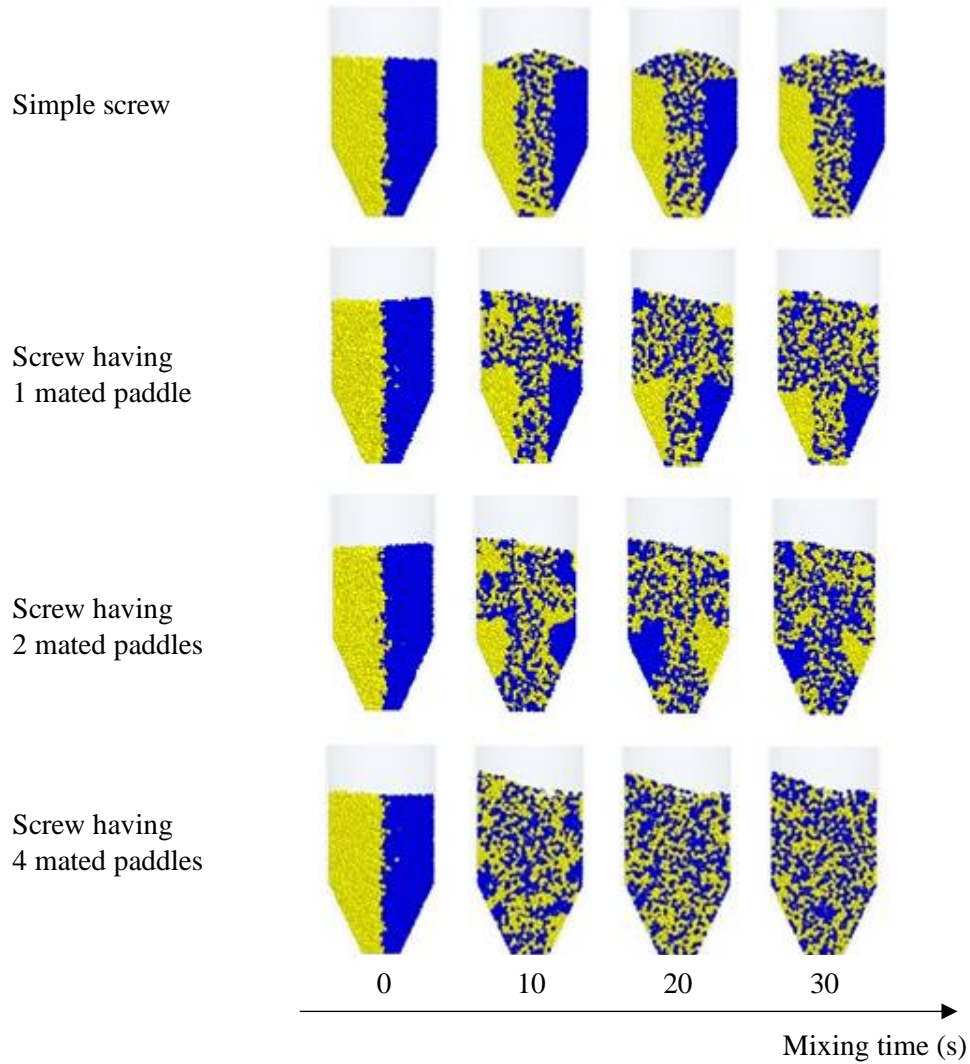 Simple screw
Screw having
1 mated paddle
Screw having
2 mated paddles
Screw having
4 mated paddles
0 10 20 30
Mixing time (s)